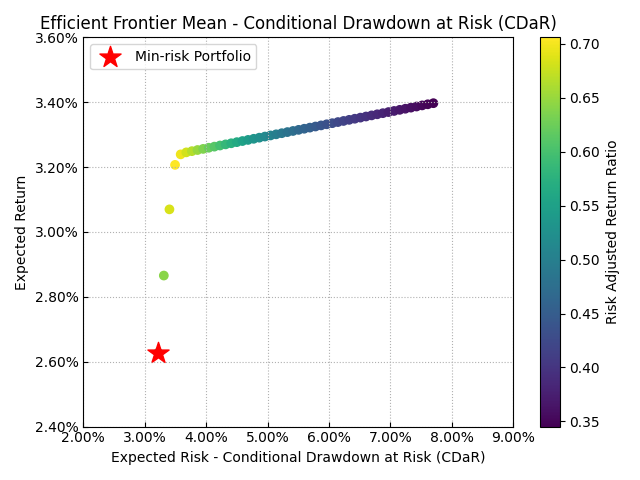 Efficient Frontier Mean - Conditional Drawdown at Risk (CDaR)
3.60%
3.40%
3.20%
3.00%
2.80%
2.60%
2.40%
Expected Return
Min-risk Portfolio
2.00% 3.00% 4.00% 5.00% 6.00% 7.00% 8.00% 9.00%
Expected Risk - Conditional Drawdown at Risk (CDaR)
0.70
0.65
0.60
0.55
0.50
0.45
0.40
0.35
Risk Adjusted Return Ratio